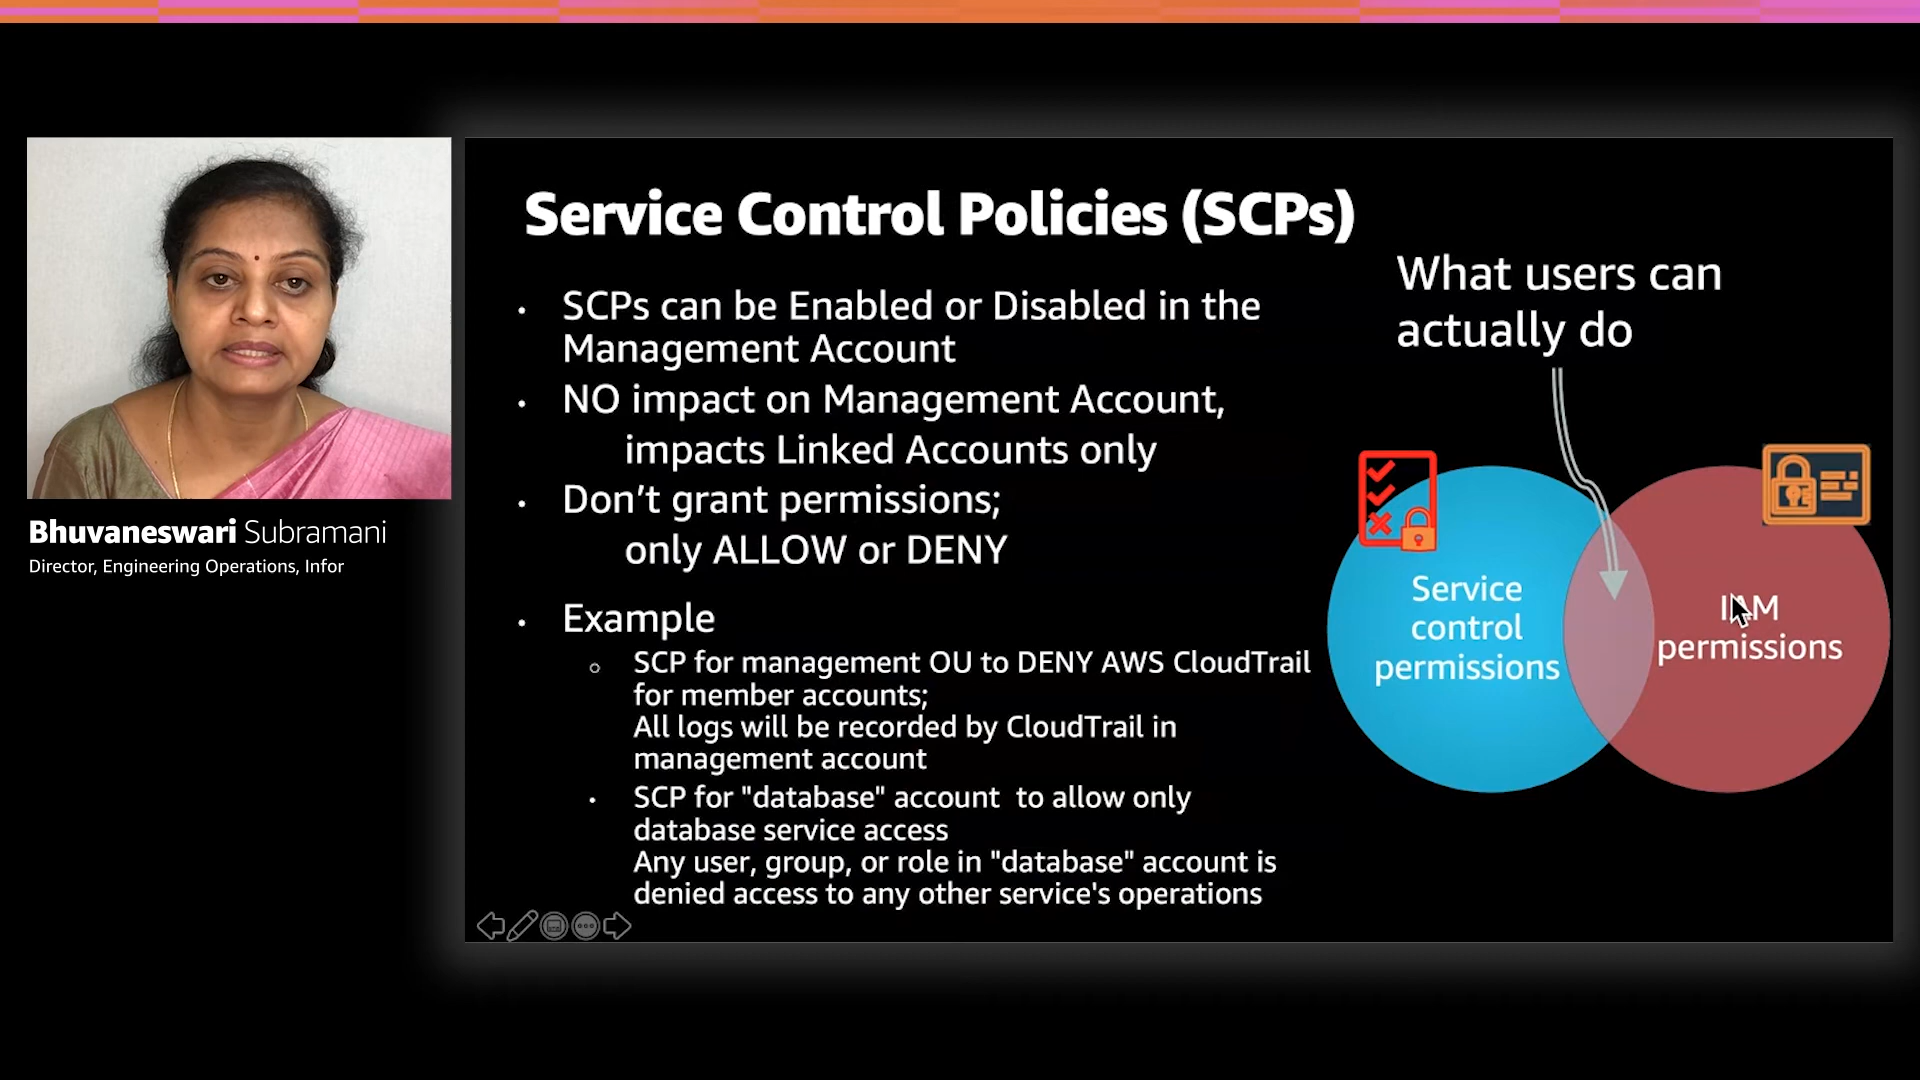 Bhuvaneswari Subramani
Director, Engineering Operations, Infor
Service Control Policies (SCPs)
• SCPs can be Enabled or Disabled in the
Management Account
• NO impact on Management Account,
impacts Linked Accounts only
• Don’t grant permissions;
only ALLOW or DENY
• Example
○ SCP for management OU to DENY AWS CloudTrail
for member accounts;
All logs will be recorded by CloudTrail in
management account
• SCP for "database" account to allow only
database service access
Any user, group, or role in "database" account is
denied access to any other service's operations
What users can
actually do
Service
control
permissions
IAM
permissions